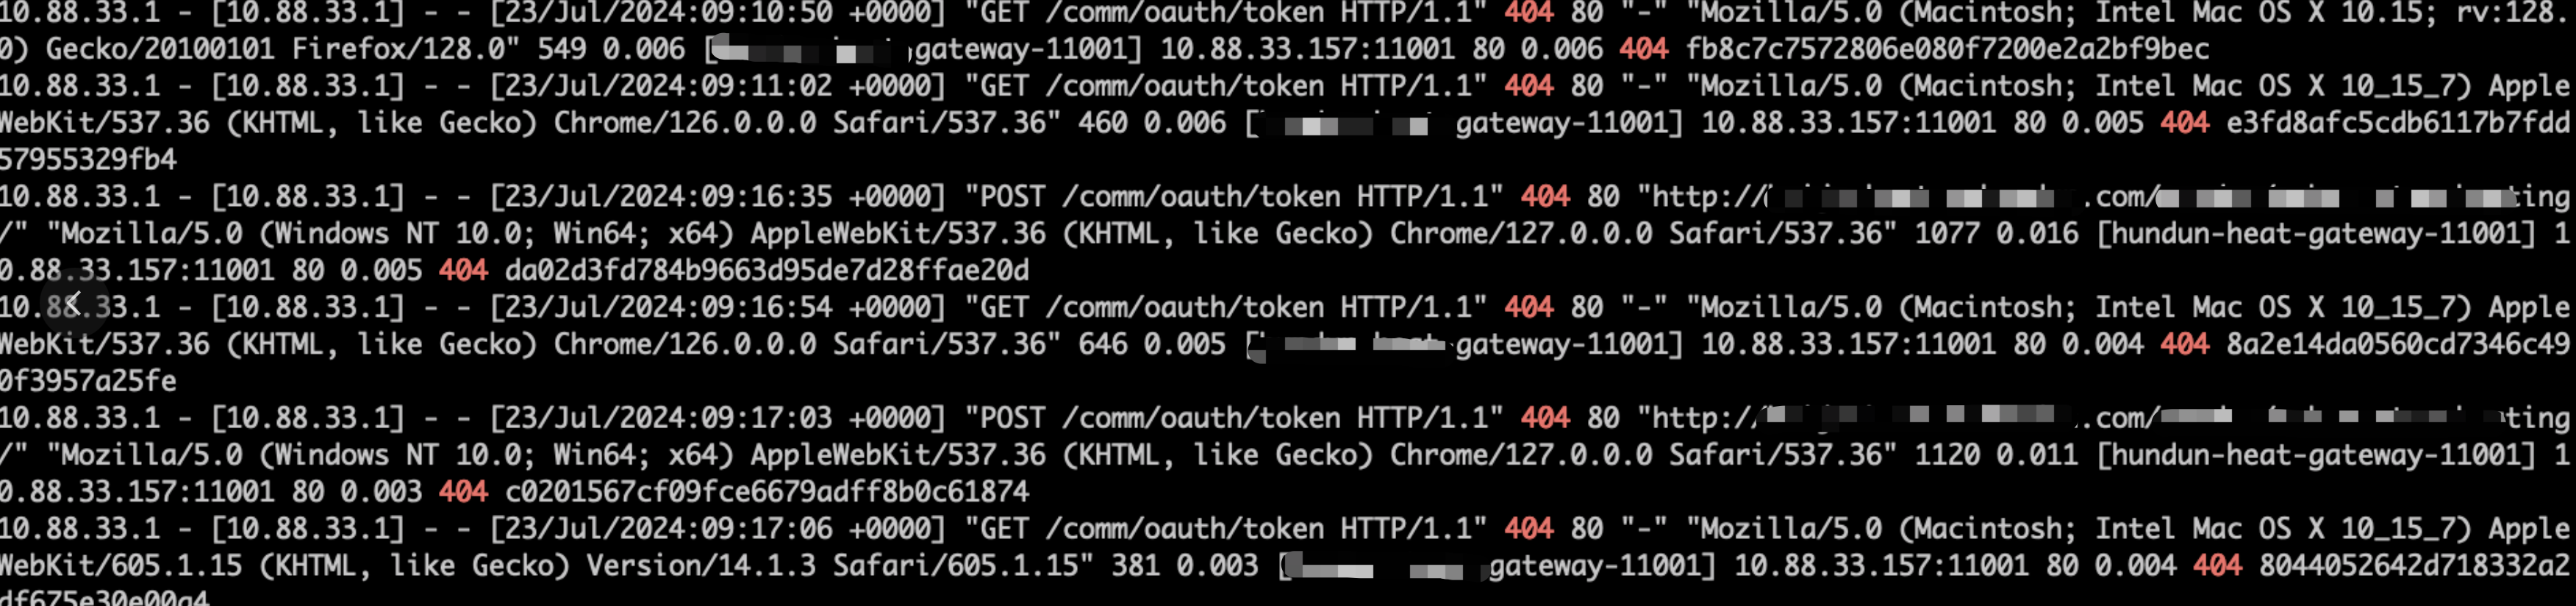 10.88.33.1 - [10.88.33.1] - - [23/Jul/2024:09:10:50 +0000] "GET /comm/oauth/token HTTP/1.1" 404 80 "-" "Mozilla/5.0 (Macintosh; Intel Mac OS X 10.15; rv:128.
0) Gecko/20100101 Firefox/128.0" 549 0.006 [ gateway-11001] 10.88.33.157:11001 80 0.006 404 fb8c7c7572806e080f7200e2a2bf9bec
10.88.33.1 - [10.88.33.1] - - [23/Jul/2024:09:11:02 +0000] "GET /comm/oauth/token HTTP/1.1" 404 80 "-" "Mozilla/5.0 (Macintosh; Intel Mac OS X 10_15_7) Apple
WebKit/537.36 (KHTML, like Gecko) Chrome/126.0.0.0 Safari/537.36" 460 0.006 [ gateway-11001] 10.88.33.157:11001 80 0.005 404 e3fd8afc5cdb6117b7fdd
57955329fb4
10.88.33.1 - [10.88.33.1] - - [23/Jul/2024:09:16:35 +0000] "POST /comm/oauth/token HTTP/1.1" 404 80 "http:// .com/ ting
/" "Mozilla/5.0 (Windows NT 10.0; Win64; x64) AppleWebKit/537.36 (KHTML, like Gecko) Chrome/127.0.0.0 Safari/537.36" 1077 0.016 [hundun-heat-gateway-11001] 1
0.88.33.157:11001 80 0.005 404 da02d3fd784b9663d95de7d28ffae20d
10.88.33.1 - [10.88.33.1] - - [23/Jul/2024:09:16:54 +0000] "GET /comm/oauth/token HTTP/1.1" 404 80 "-" "Mozilla/5.0 (Macintosh; Intel Mac OS X 10_15_7) Apple
WebKit/537.36 (KHTML, like Gecko) Chrome/126.0.0.0 Safari/537.36" 646 0.005 [ gateway-11001] 10.88.33.157:11001 80 0.004 404 8a2e14da0560cd7346c49
0f3957a25fe
10.88.33.1 - [10.88.33.1] - - [23/Jul/2024:09:17:03 +0000] "POST /comm/oauth/token HTTP/1.1" 404 80 "http:// .com/ ting
/" "Mozilla/5.0 (Windows NT 10.0; Win64; x64) AppleWebKit/537.36 (KHTML, like Gecko) Chrome/127.0.0.0 Safari/537.36" 1120 0.011 [hundun-heat-gateway-11001] 1
0.88.33.157:11001 80 0.003 404 c0201567cf09fce6679adff8b0c61874
10.88.33.1 - [10.88.33.1] - - [23/Jul/2024:09:17:06 +0000] "GET /comm/oauth/token HTTP/1.1" 404 80 "-" "Mozilla/5.0 (Macintosh; Intel Mac OS X 10_15_7) Apple
WebKit/605.1.15 (KHTML, like Gecko) Version/14.1.3 Safari/605.1.15" 381 0.003 [ gateway-11001] 10.88.33.157:11001 80 0.004 404 8044052642d718332a2
df675e30e00a4